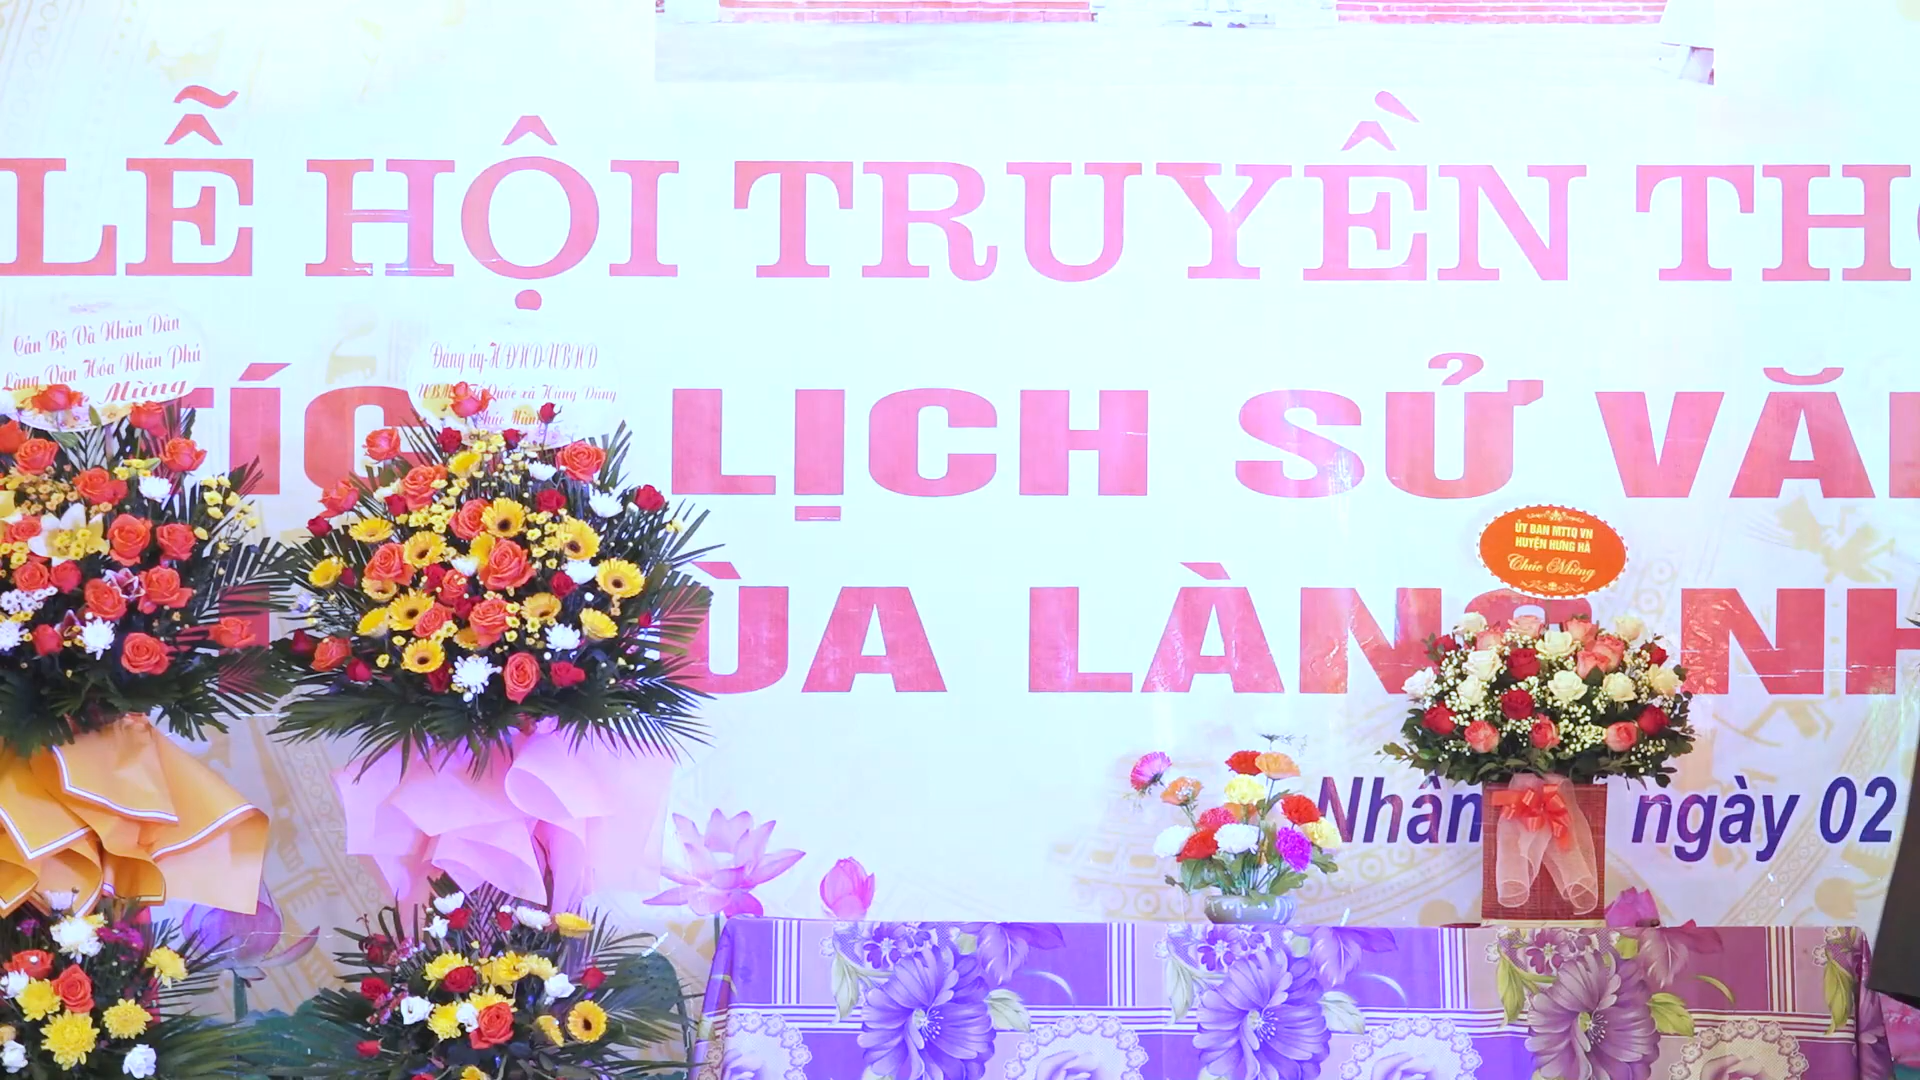 LỄ HỘI TRUYỀN TH
TÍC LỊCH SỬ VĂ
ÙA LÀNG NH
Nhân ngày 02
Cán Bộ Và Nhân Dân
Làng Văn Hóa Nhân Phú
Mừng
Đảng ủy-HĐND-UBND
Quốc xã Hùng Dũng
Chúc Mừng
ỦY BAN MTTQ VN
HUYỆN HƯNG HÀ
Chúc Mừng